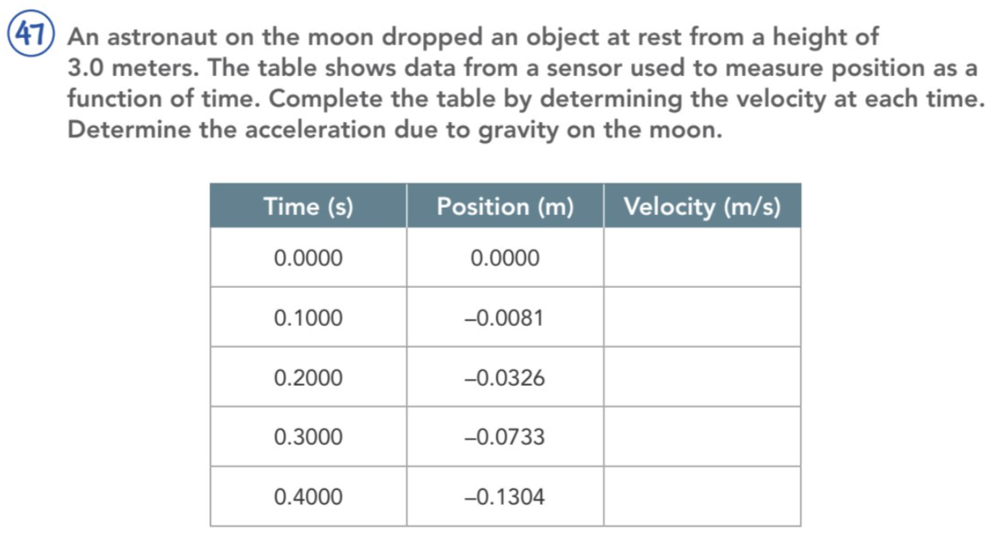 47 An astronaut on the moon dropped an object at rest from a height of
3.0 meters. The table shows data from a sensor used to measure position as a
function of time. Complete the table by determining the velocity at each time.
Determine the acceleration due to gravity on the moon.
Time (s) Position (m) Velocity (m/s)
0.0000 0.0000
0.1000 –0.0081
0.2000 –0.0326
0.3000 –0.0733
0.4000 –0.1304